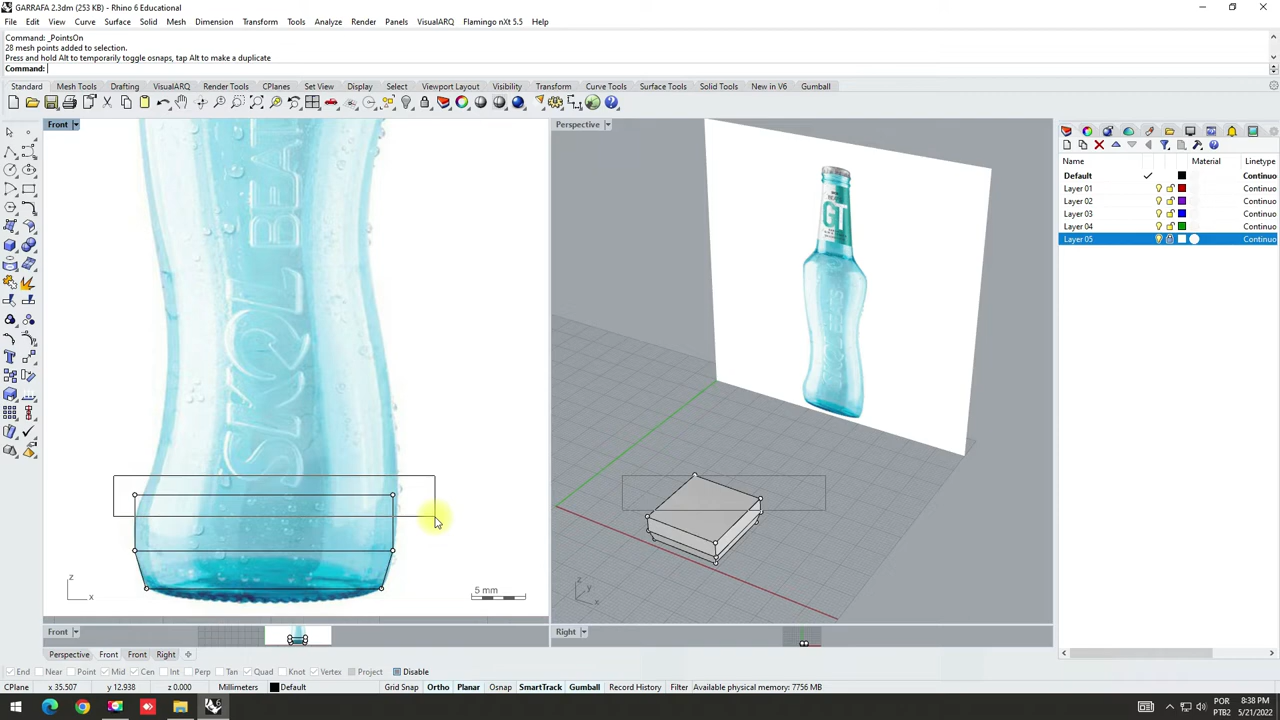 GARRAFA 2.3dm (253 KB) - Rhino 6 Educational
File Edit View Curve Surface Solid Mesh Dimension Transform Tools Analyze Render Panels VisualARQ Flamingo nXt 5.5 Help
Command: _PointsOn
28 mesh points added to selection.
Press and hold Alt to temporarily toggle osnaps, tap Alt to make a duplicate
Command:
Standard Mesh Tools Drafting VisualARQ Render Tools CPlanes Set View Display Select Viewport Layout Visibility Transform Curve Tools Surface Tools Solid Tools New in V6 Gumball
Front
Perspective
Name Material Linetype
Default Continuo
Layer 01 Continuo
Layer 02 Continuo
Layer 03 Continuo
Layer 04 Continuo
Layer 05 Continuo
SKOL BEAT
GT
5 mm
z
x
z
y
x
Front
Right
Perspective Front Front Right
End Near Point Mid Cen Int Perp Tan Quad Knot Vertex Project Disable
CPlane x 35.507 y 12.938 z 0.000 Millimeters Default Grid Snap Ortho Planar Osnap SmartTrack Gumball Record History Filter Available physical memory: 7756 MB
POR 8:38 PM
PTB2 5/21/2022